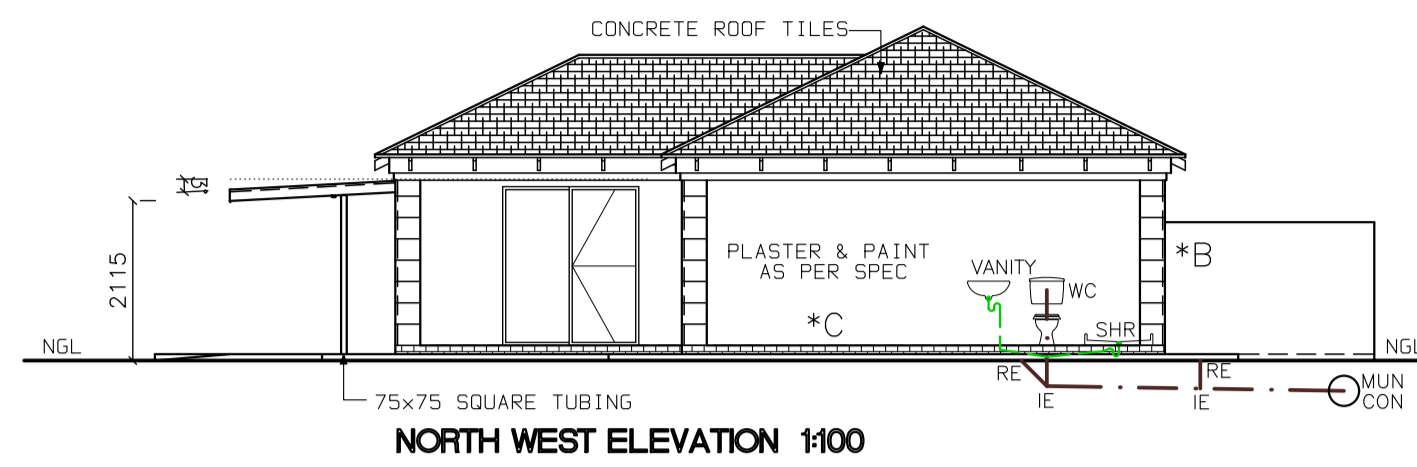 CONCRETE ROOF TILES
2115
PLASTER & PAINT
AS PER SPEC
*C
VANITY
WC
SHR
*B
NGL
NGL
RE
IE
RE
IE
MUN
CON
75x75 SQUARE TUBING
NORTH WEST ELEVATION 1:100